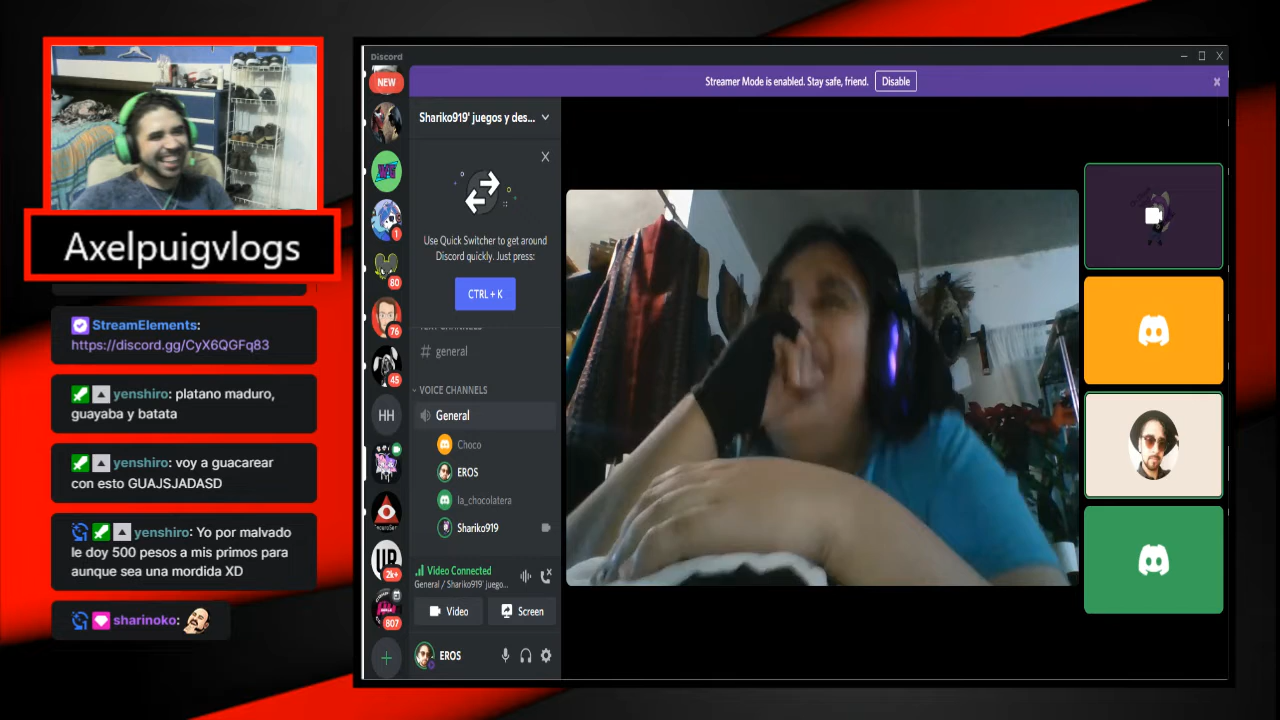 Axelpuigvlogs
StreamElements:
https://discord.gg/CyX6QGFq83
yenshiro: platano maduro,
guayaba y batata
yenshiro: voy a guacarear
con esto GUAJSJADASD
yenshiro: Yo por malvado
le doy 500 pesos a mis primos para
aunque sea una mordida XD
sharinoko:
Discord
NEW
1
80
76
45
HH
2k+
807
Streamer Mode is enabled. Stay safe, friend. Disable
Shariko919' juegos y des...
Use Quick Switcher to get around
Discord quickly. Just press:
CTRL + K
# general
VOICE CHANNELS
General
Choco
EROS
la_chocolatera
Shariko919
Video Connected
General / Shariko919' juego...
Video Screen
EROS